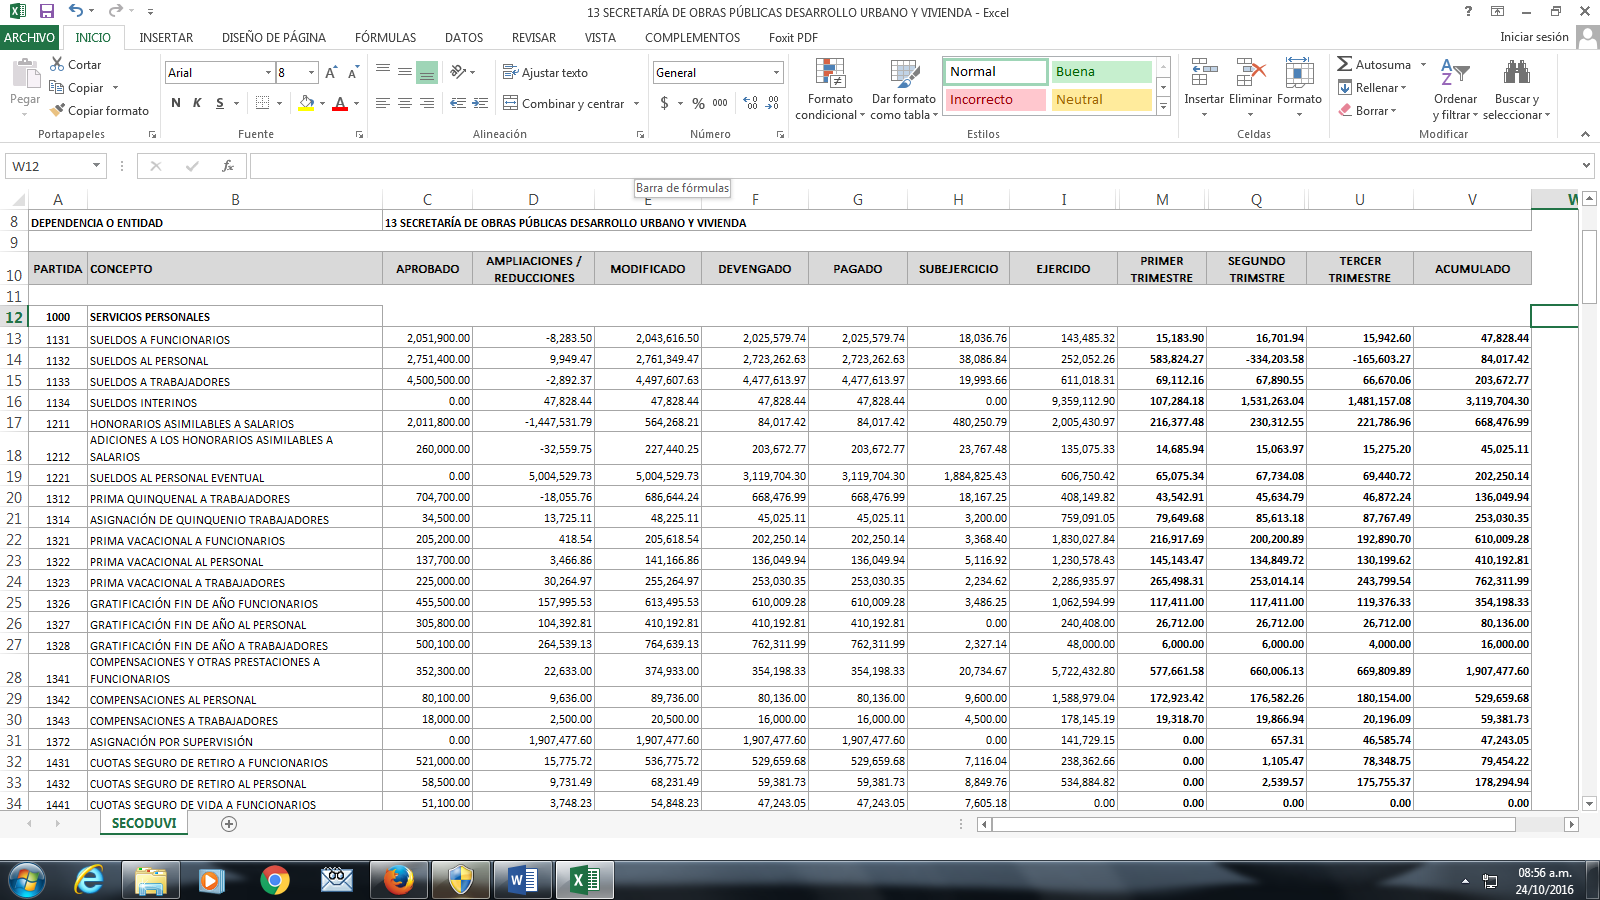 13 SECRETARÍA DE OBRAS PÚBLICAS DESARROLLO URBANO Y VIVIENDA - Excel
ARCHIVO INICIO INSERTAR DISEÑO DE PÁGINA FÓRMULAS DATOS REVISAR VISTA COMPLEMENTOS Foxit PDF Iniciar sesión
Pegar Cortar Copiar Copiar formato Portapapeles
Arial 8 N K S Fuente
Ajustar texto Combinar y centrar Alineación
General $ % 000 Número
Formato condicional Dar formato como tabla Normal Buena Incorrecto Neutral Estilos
Insertar Eliminar Formato Celdas
Autosuma Rellenar Borrar Ordenar y filtrar Buscar y seleccionar Modificar
W12 fx
Barra de fórmulas
A B C D E F G H I M Q U V W
8 DEPENDENCIA O ENTIDAD 13 SECRETARÍA DE OBRAS PÚBLICAS DESARROLLO URBANO Y VIVIENDA
9
10 PARTIDA CONCEPTO APROBADO AMPLIACIONES / REDUCCIONES MODIFICADO DEVENGADO PAGADO SUBEJERCICIO EJERCIDO PRIMER TRIMESTRE SEGUNDO TRIMSTRE TERCER TRIMESTRE ACUMULADO
11
12 1000 SERVICIOS PERSONALES
13 1131 SUELDOS A FUNCIONARIOS 2,051,900.00 -8,283.50 2,043,616.50 2,025,579.74 2,025,579.74 18,036.76 143,485.32 15,183.90 16,701.94 15,942.60 47,828.44
14 1132 SUELDOS AL PERSONAL 2,751,400.00 9,949.47 2,761,349.47 2,723,262.63 2,723,262.63 38,086.84 252,052.26 583,824.27 -334,203.58 -165,603.27 84,017.42
15 1133 SUELDOS A TRABAJADORES 4,500,500.00 -2,892.37 4,497,607.63 4,477,613.97 4,477,613.97 19,993.66 611,018.31 69,112.16 67,890.55 66,670.06 203,672.77
16 1134 SUELDOS INTERINOS 0.00 47,828.44 47,828.44 47,828.44 47,828.44 0.00 9,359,112.90 107,284.18 1,531,263.04 1,481,157.08 3,119,704.30
17 1211 HONORARIOS ASIMILABLES A SALARIOS 2,011,800.00 -1,447,531.79 564,268.21 84,017.42 84,017.42 480,250.79 2,005,430.97 216,377.48 230,312.55 221,786.96 668,476.99
18 1212 ADICIONES A LOS HONORARIOS ASIMILABLES A SALARIOS 260,000.00 -32,559.75 227,440.25 203,672.77 203,672.77 23,767.48 135,075.33 14,685.94 15,063.97 15,275.20 45,025.11
19 1221 SUELDOS AL PERSONAL EVENTUAL 0.00 5,004,529.73 5,004,529.73 3,119,704.30 3,119,704.30 1,884,825.43 606,750.42 65,075.34 67,734.08 69,440.72 202,250.14
20 1312 PRIMA QUINQUENAL A TRABAJADORES 704,700.00 -18,055.76 686,644.24 668,476.99 668,476.99 18,167.25 408,149.82 43,542.91 45,634.79 46,872.24 136,049.94
21 1314 ASIGNACIÓN DE QUINQUENIO TRABAJADORES 34,500.00 13,725.11 48,225.11 45,025.11 45,025.11 3,200.00 759,091.05 79,649.68 85,613.18 87,767.49 253,030.35
22 1321 PRIMA VACACIONAL A FUNCIONARIOS 205,200.00 418.54 205,618.54 202,250.14 202,250.14 3,368.40 1,830,027.84 216,917.69 200,200.89 192,890.70 610,009.28
23 1322 PRIMA VACACIONAL AL PERSONAL 137,700.00 3,466.86 141,166.86 136,049.94 136,049.94 5,116.92 1,230,578.43 145,143.47 134,849.72 130,199.62 410,192.81
24 1323 PRIMA VACACIONAL A TRABAJADORES 225,000.00 30,264.97 255,264.97 253,030.35 253,030.35 2,234.62 2,286,935.97 265,498.31 253,014.14 243,799.54 762,311.99
25 1326 GRATIFICACIÓN FIN DE AÑO FUNCIONARIOS 455,500.00 157,995.53 613,495.53 610,009.28 610,009.28 3,486.25 1,062,594.99 117,411.00 117,411.00 119,376.33 354,198.33
26 1327 GRATIFICACIÓN FIN DE AÑO AL PERSONAL 305,800.00 104,392.81 410,192.81 410,192.81 410,192.81 0.00 240,408.00 26,712.00 26,712.00 26,712.00 80,136.00
27 1328 GRATIFICACIÓN FIN DE AÑO A TRABAJADORES 500,100.00 264,539.13 764,639.13 762,311.99 762,311.99 2,327.14 48,000.00 6,000.00 6,000.00 4,000.00 16,000.00
28 1341 COMPENSACIONES Y OTRAS PRESTACIONES A FUNCIONARIOS 352,300.00 22,633.00 374,933.00 354,198.33 354,198.33 20,734.67 5,722,432.80 577,661.58 660,006.13 669,809.89 1,907,477.60
29 1342 COMPENSACIONES AL PERSONAL 80,100.00 9,636.00 89,736.00 80,136.00 80,136.00 9,600.00 1,588,979.04 172,923.42 176,582.26 180,154.00 529,659.68
30 1343 COMPENSACIONES A TRABAJADORES 18,000.00 2,500.00 20,500.00 16,000.00 16,000.00 4,500.00 178,145.19 19,318.70 19,866.94 20,196.09 59,381.73
31 1372 ASIGNACIÓN POR SUPERVISIÓN 0.00 1,907,477.60 1,907,477.60 1,907,477.60 1,907,477.60 0.00 141,729.15 0.00 657.31 46,585.74 47,243.05
32 1431 CUOTAS SEGURO DE RETIRO A FUNCIONARIOS 521,000.00 15,775.72 536,775.72 529,659.68 529,659.68 7,116.04 238,362.66 0.00 1,105.47 78,348.75 79,454.22
33 1432 CUOTAS SEGURO DE RETIRO AL PERSONAL 58,500.00 9,731.49 68,231.49 59,381.73 59,381.73 8,849.76 534,884.82 0.00 2,539.57 175,755.37 178,294.94
34 1441 CUOTAS SEGURO DE VIDA A FUNCIONARIOS 51,100.00 3,748.23 54,848.23 47,243.05 47,243.05 7,605.18 0.00 0.00 0.00 0.00 0.00
SECODUVI
08:56 a.m.
24/10/2016